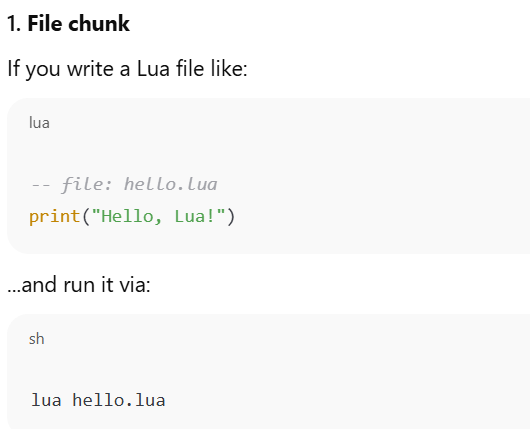 1. File chunk
If you write a Lua file like:
lua
-- file: hello.lua
print("Hello, Lua!")
...and run it via:
sh
lua hello.lua